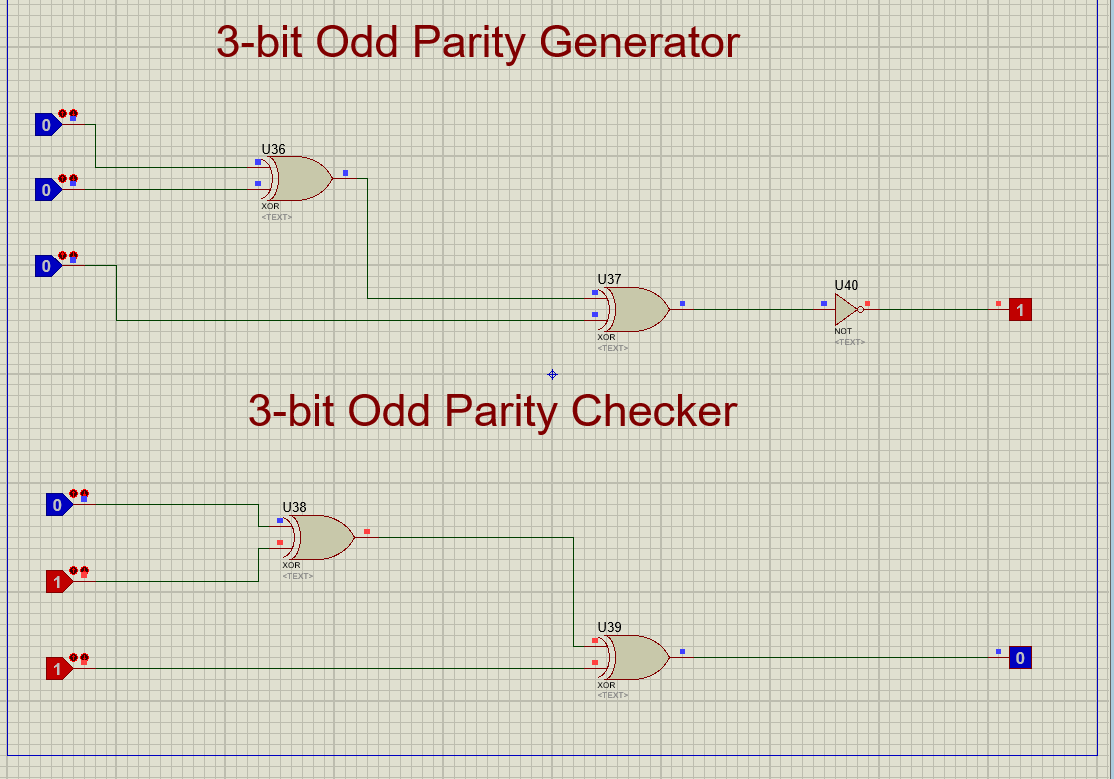 3-bit Odd Parity Generator
0
U36
0
XOR
<TEXT>
0
U37
U40
1
XOR
<TEXT>
NOT
<TEXT>
3-bit Odd Parity Checker
0
U38
XOR
<TEXT>
1
U39
1
0
XOR
<TEXT>